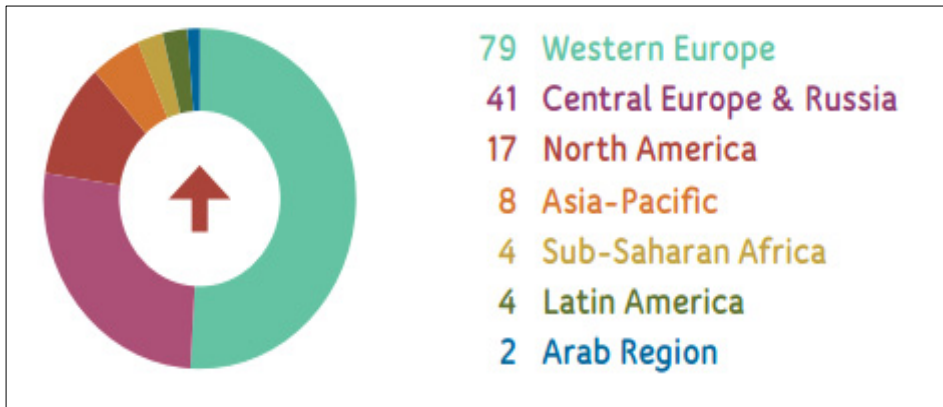 79 Western Europe
41 Central Europe & Russia
17 North America
8 Asia-Pacific
4 Sub-Saharan Africa
4 Latin America
2 Arab Region